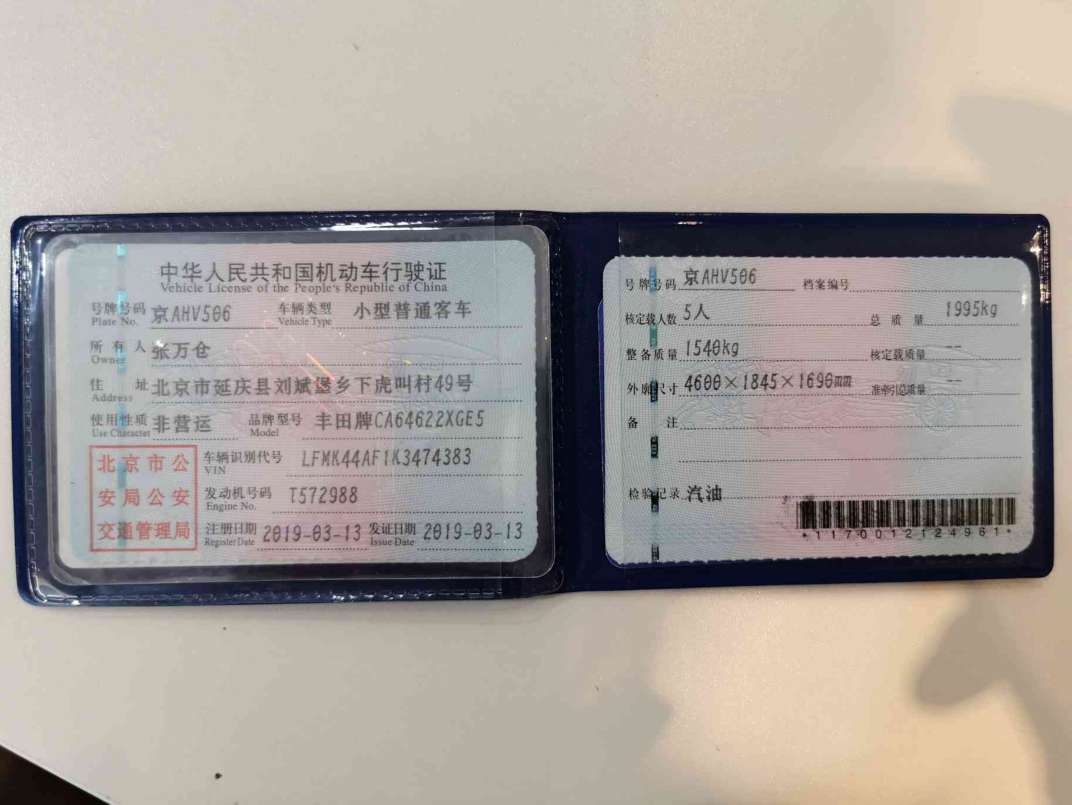 中华人民共和国机动车行驶证
Vehicle License of the People's Republic of China
号牌号码 京AHV506 车辆类型 小型普通客车
Plate No. Vehicle Type
所有人 张万仓
Owner
住址 北京市延庆县刘斌堡乡下虎叫村49号
Address
使用性质 非营运 品牌型号 丰田牌CA64622XGE5
Use Character Model
北京市公
安局公安
交通管理局
车辆识别代号 LFMK44AF1K3474383
VIN
发动机号码 T572988
Engine No.
注册日期 2019-03-13 发证日期 2019-03-13
Register Date Issue Date
号牌号码 京AHV506 档案编号
核定载人数 5人 总质量 1995kg
整备质量 1540kg 核定载质量 --
外廓尺寸 4600×1845×1690㎜ 准牵引总质量 --
备注
检验记录 汽油
*1170012124961*